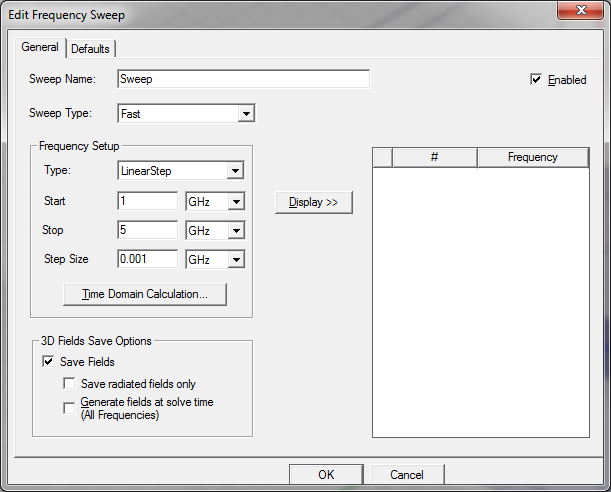 Edit Frequency Sweep
General Defaults
Sweep Name: Sweep Enabled
Sweep Type: Fast
Frequency Setup
Type: LinearStep
Start 1 GHz
Stop 5 GHz
Step Size 0.001 GHz
Time Domain Calculation...
Display >>
# Frequency
3D Fields Save Options
Save Fields
Save radiated fields only
Generate fields at solve time
(All Frequencies)
OK Cancel